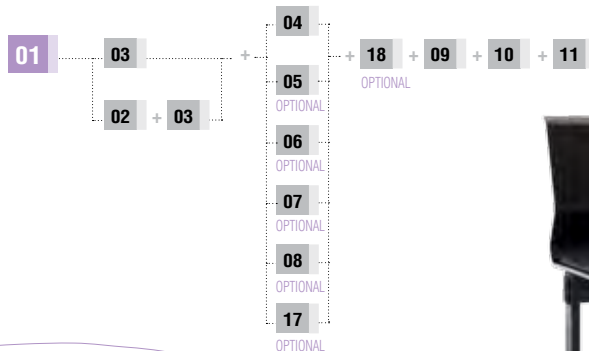 04
01 03 + + 18 + 09 + 10 + 11
05 OPTIONAL
OPTIONAL
02 + 03
06
OPTIONAL
07
OPTIONAL
08
OPTIONAL
17
OPTIONAL